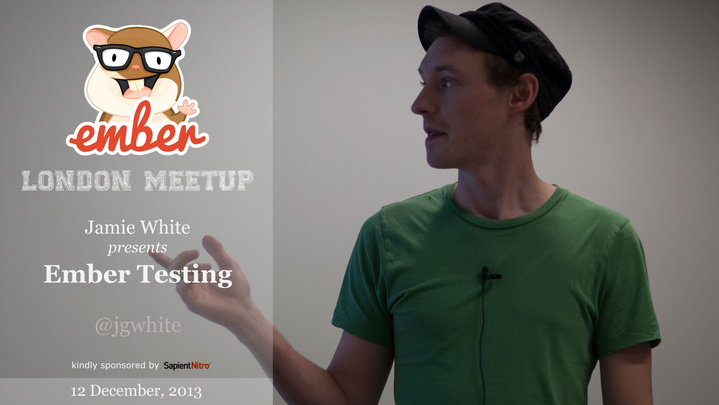 ember
LONDON MEETUP
Jamie White
presents
Ember Testing
@jgwhite
kindly sponsored by SapientNitro
12 December, 2013